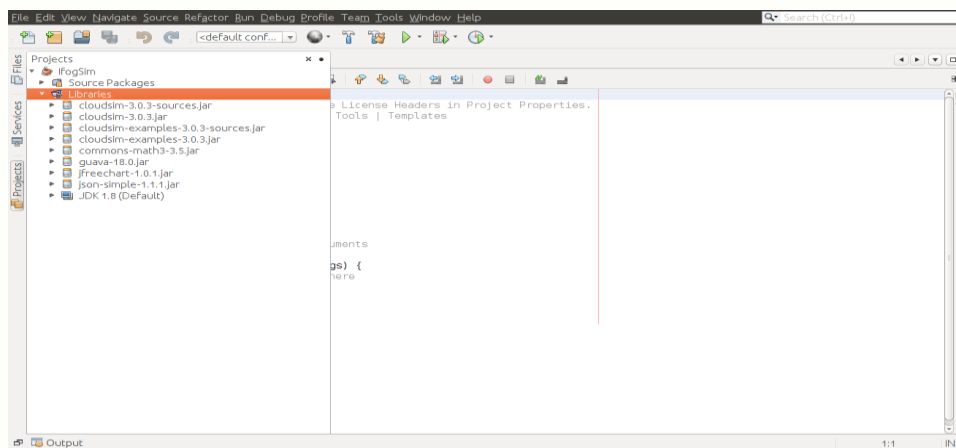 File Edit View Navigate Source Refactor Run Debug Profile Team Tools Window Help
Search (Ctrl+I)
<default conf...
Files
Services
Projects
Projects
IfogSim
Source Packages
Libraries
cloudsim-3.0.3-sources.jar
cloudsim-3.0.3.jar
cloudsim-examples-3.0.3-sources.jar
cloudsim-examples-3.0.3.jar
commons-math3-3.5.jar
guava-18.0.jar
jfreechart-1.0.1.jar
json-simple-1.1.1.jar
JDK 1.8 (Default)
e License Headers in Project Properties.
Tools | Templates
uments
gs) {
here
Output
1:1
IN